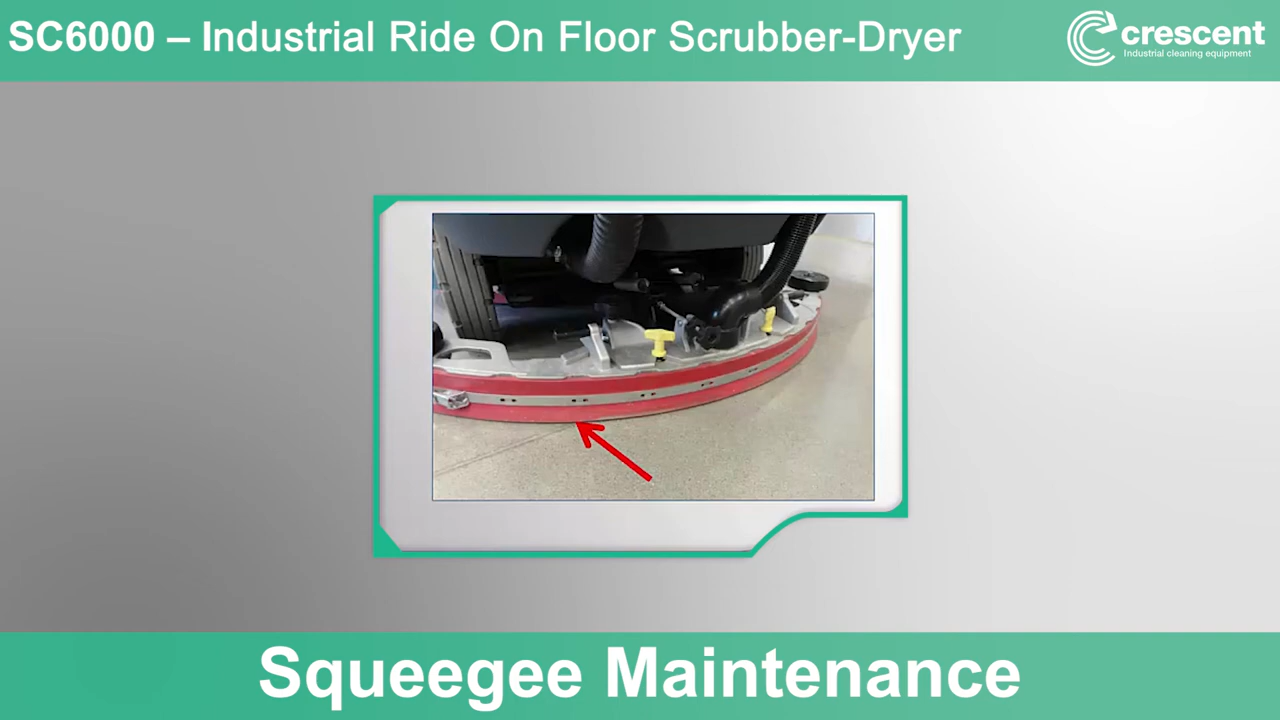 SC6000 – Industrial Ride On Floor Scrubber-Dryer
crescent
Industrial cleaning equipment
Squeegee Maintenance